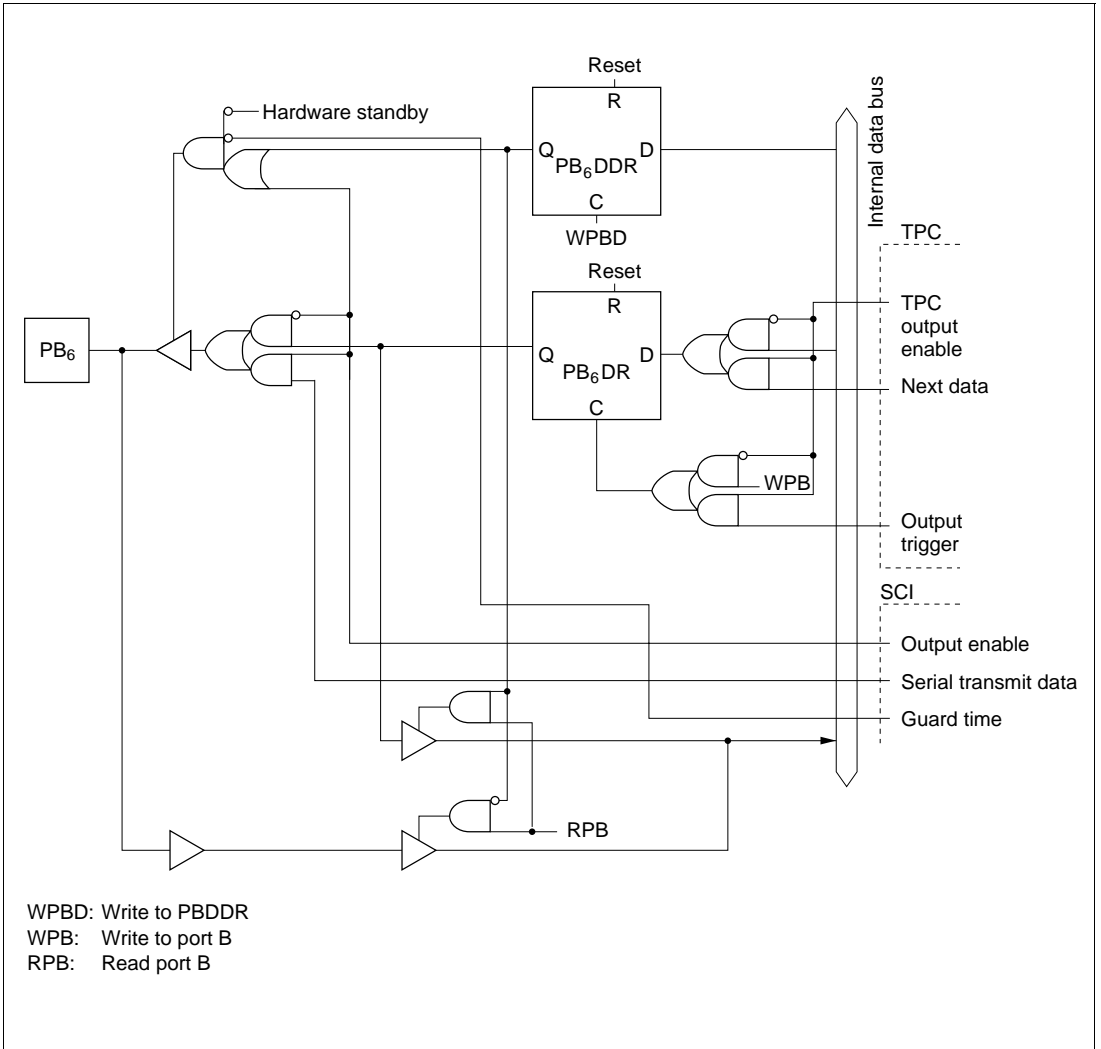 Reset
Hardware standby
R
Q
D
PB6DDR
C
WPBD
Internal data bus
TPC
Reset
R
TPC
output
enable
PB6
Q
D
PB6DR
C
Next data
WPB
Output
trigger
SCI
Output enable
Serial transmit data
Guard time
RPB
WPBD: Write to PBDDR
WPB: Write to port B
RPB: Read port B